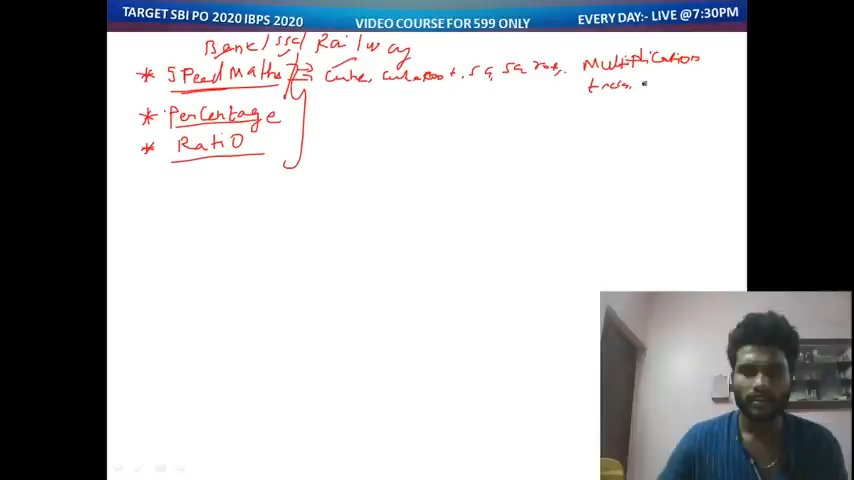 TARGET SBI PO 2020 IBPS 2020
VIDEO COURSE FOR 599 ONLY
EVERY DAY:- LIVE @7:30PM
Bank/SSC/Railway
* Speed Maths
Cube, cube root, sq, sq root, Multiplication
* Percentage
* Ratio